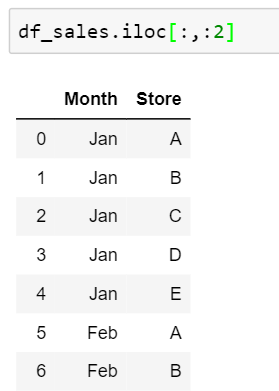 df_sales.iloc[:,:2]
Month Store
0 Jan A
1 Jan B
2 Jan C
3 Jan D
4 Jan E
5 Feb A
6 Feb B